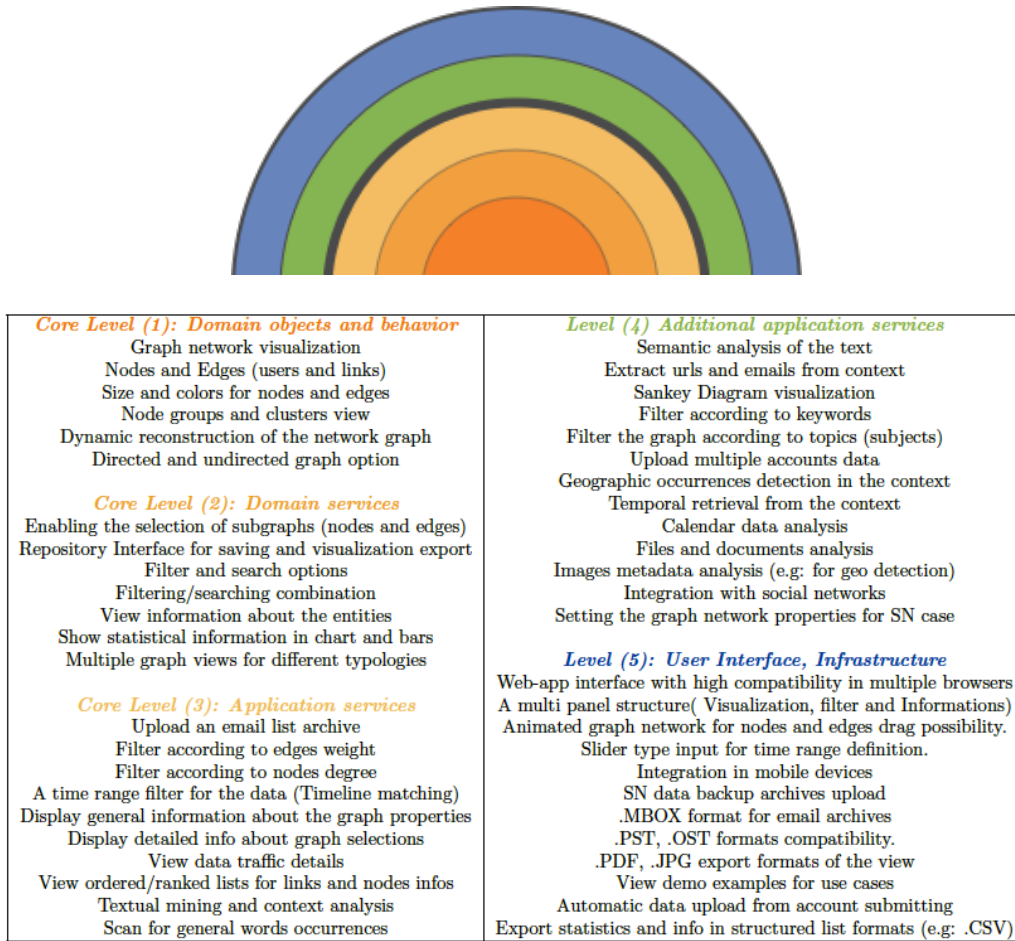 Core Level (1): Domain objects and behavior
Graph network visualization
Nodes and Edges (users and links)
Size and colors for nodes and edges
Node groups and clusters view
Dynamic reconstruction of the network graph
Directed and undirected graph option
Core Level (2): Domain services
Enabling the selection of subgraphs (nodes and edges)
Repository Interface for saving and visualization export
Filter and search options
Filtering/searching combination
View information about the entities
Show statistical information in chart and bars
Multiple graph views for different typologies
Core Level (3): Application services
Upload an email list archive
Filter according to edges weight
Filter according to nodes degree
A time range filter for the data (Timeline matching)
Display general information about the graph properties
Display detailed info about graph selections
View data traffic details
View ordered/ranked lists for links and nodes infos
Textual mining and context analysis
Scan for general words occurrences
Level (4) Additional application services
Semantic analysis of the text
Extract urls and emails from context
Sankey Diagram visualization
Filter according to keywords
Filter the graph according to topics (subjects)
Upload multiple accounts data
Geographic occurrences detection in the context
Temporal retrieval from the context
Calendar data analysis
Files and documents analysis
Images metadata analysis (e.g: for geo detection)
Integration with social networks
Setting the graph network properties for SN case
Level (5): User Interface, Infrastructure
Web-app interface with high compatibility in multiple browsers
A multi panel structure( Visualization, filter and Informations)
Animated graph network for nodes and edges drag possibility.
Slider type input for time range definition.
Integration in mobile devices
SN data backup archives upload
.MBOX format for email archives
.PST, .OST formats compatibility.
.PDF, .JPG export formats of the view
View demo examples for use cases
Automatic data upload from account submitting
Export statistics and info in structured list formats (e.g: .CSV)